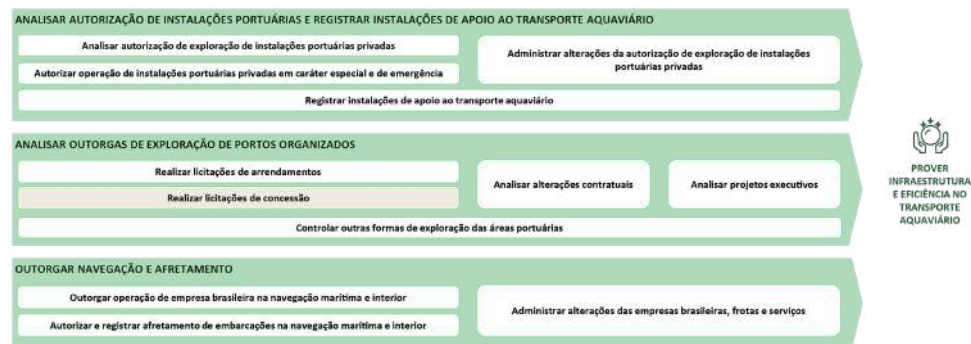 ANALISAR AUTORIZAÇÃO DE INSTALAÇÕES PORTUÁRIAS E REGISTRAR INSTALAÇÕES DE APOIO AO TRANSPORTE AQUAVIÁRIO
Analisar autorização de exploração de instalações portuárias privadas
Autorizar operação de instalações portuárias privadas em caráter especial e de emergência
Administrar alterações da autorização de exploração de instalações
portuárias privadas
Registrar instalações de apoio ao transporte aquaviário
ANALISAR OUTORGAS DE EXPLORAÇÃO DE PORTOS ORGANIZADOS
Realizar licitações de arrendamentos
Realizar licitações de concessão
Analisar alterações contratuais
Analisar projetos executivos
Controlar outras formas de exploração das áreas portuárias
OUTORGAR NAVEGAÇÃO E AFRETAMENTO
Outorgar operação de empresa brasileira na navegação marítima e interior
Autorizar e registrar afretamento de embarcações na navegação marítima e interior
Administrar alterações das empresas brasileiras, frotas e serviços
PROVER
INFRAESTRUTURA
E EFICIÊNCIA NO
TRANSPORTE
AQUAVIÁRIO